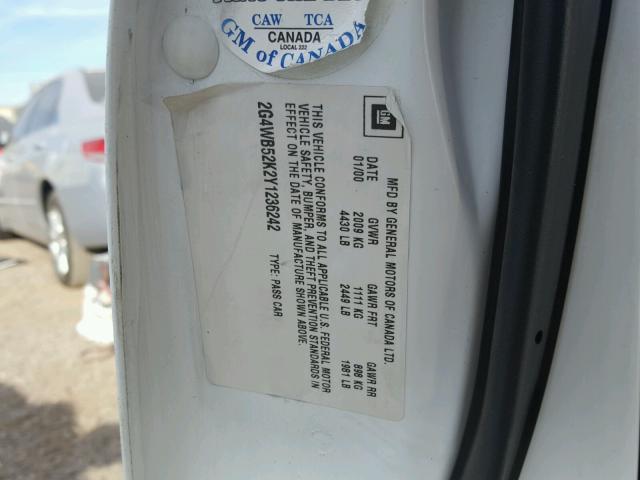 CAW TCA
CANADA
LOCAL 222
GM of CANADA
GM
MFD BY GENERAL MOTORS OF CANADA LTD.
DATE GVWR GAWR FRT GAWR RR
01/00 2009 KG 1111 KG 898 KG
4430 LB 2449 LB 1981 LB
THIS VEHICLE CONFORMS TO ALL APPLICABLE U.S. FEDERAL MOTOR
VEHICLE SAFETY, BUMPER, AND THEFT PREVENTION STANDARDS IN
EFFECT ON THE DATE OF MANUFACTURE SHOWN ABOVE.
2G4WB52K2Y1236242 TYPE: PASS CAR